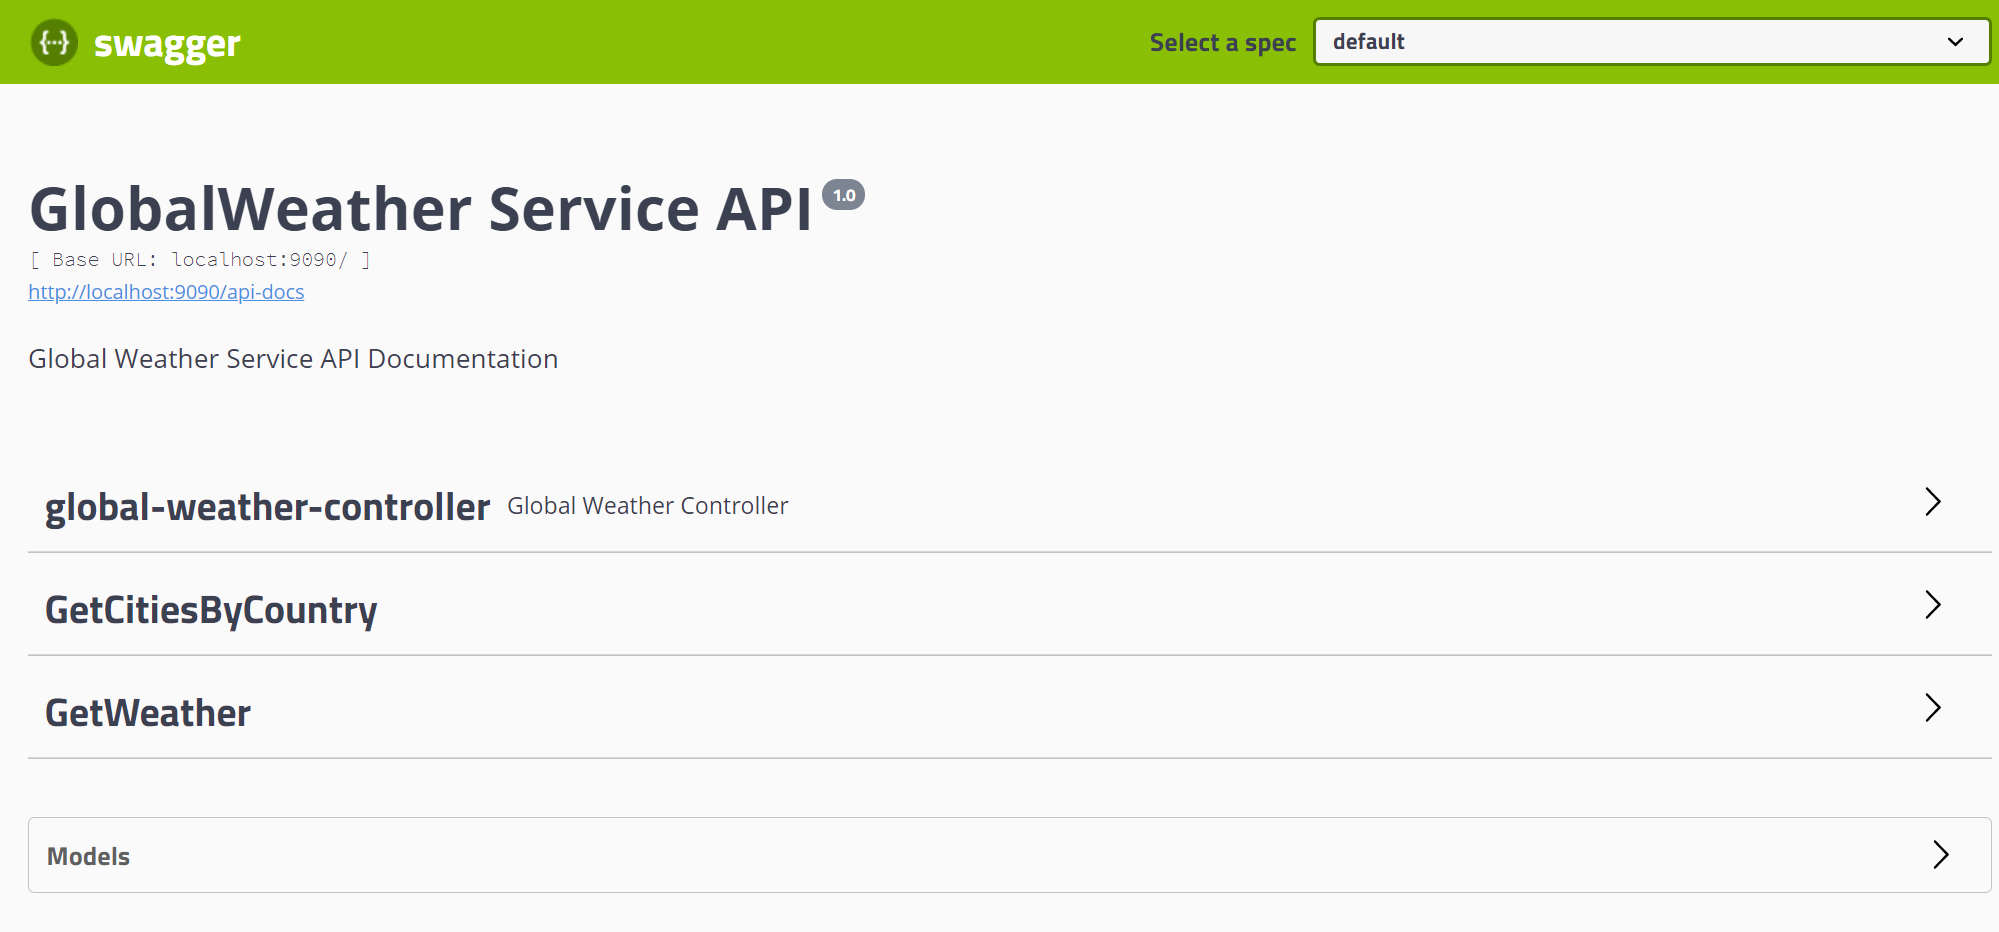 {···} swagger
Select a spec default
GlobalWeather Service API 1.0
[ Base URL: localhost:9090/ ]
http://localhost:9090/api-docs
Global Weather Service API Documentation
global-weather-controller Global Weather Controller
GetCitiesByCountry
GetWeather
Models